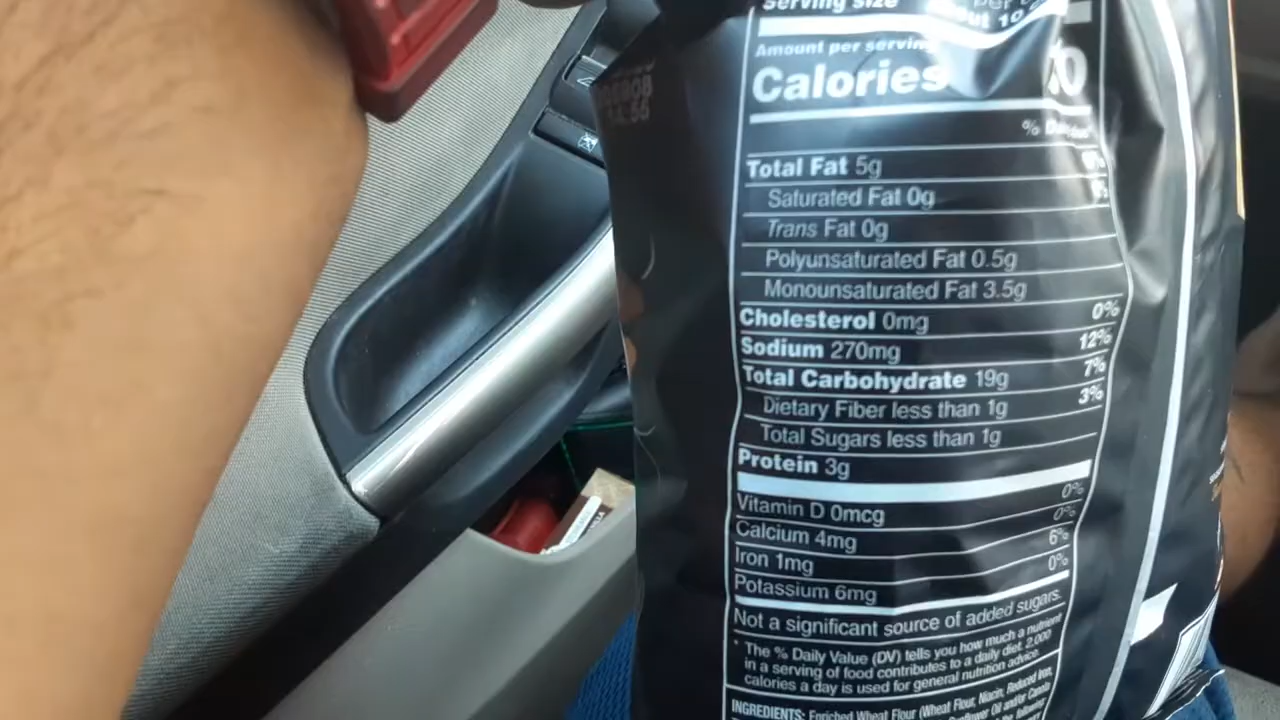 Serving size
Amount per serving
Calories
Total Fat 5g
Saturated Fat 0g
Trans Fat 0g
Polyunsaturated Fat 0.5g
Monounsaturated Fat 3.5g
Cholesterol 0mg 0%
Sodium 270mg 12%
Total Carbohydrate 19g 7%
Dietary Fiber less than 1g 3%
Total Sugars less than 1g
Protein 3g
Vitamin D 0mcg 0%
Calcium 4mg 0%
Iron 1mg 6%
Potassium 6mg 0%
Not a significant source of added sugars.
* The % Daily Value (DV) tells you how much a nutrient
in a serving of food contributes to a daily diet. 2,000
calories a day is used for general nutrition advice.
INGREDIENTS: Enriched Wheat Flour (Wheat Flour, Niacin, Reduced Iron,
Oil and/or Canola